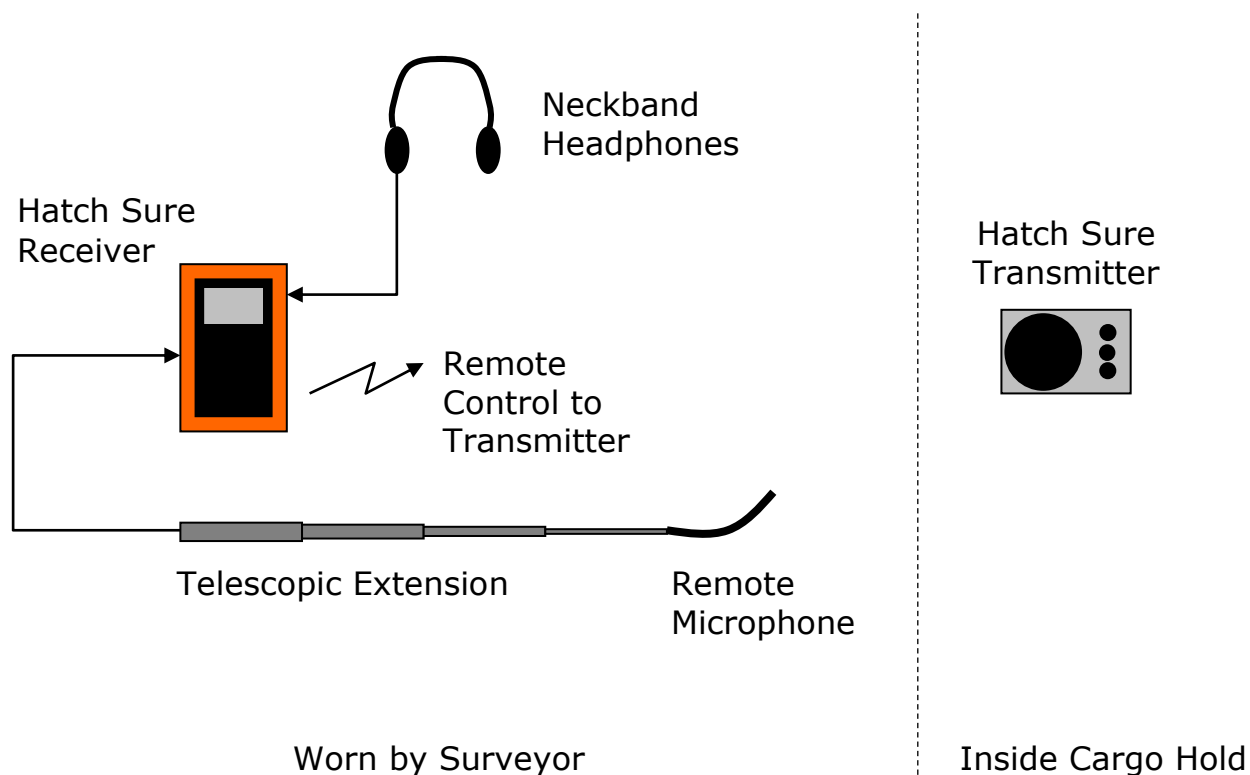 Neckband
Headphones
Hatch Sure
Receiver
Hatch Sure
Transmitter
Remote
Control to
Transmitter
Telescopic Extension
Remote
Microphone
Worn by Surveyor
Inside Cargo Hold